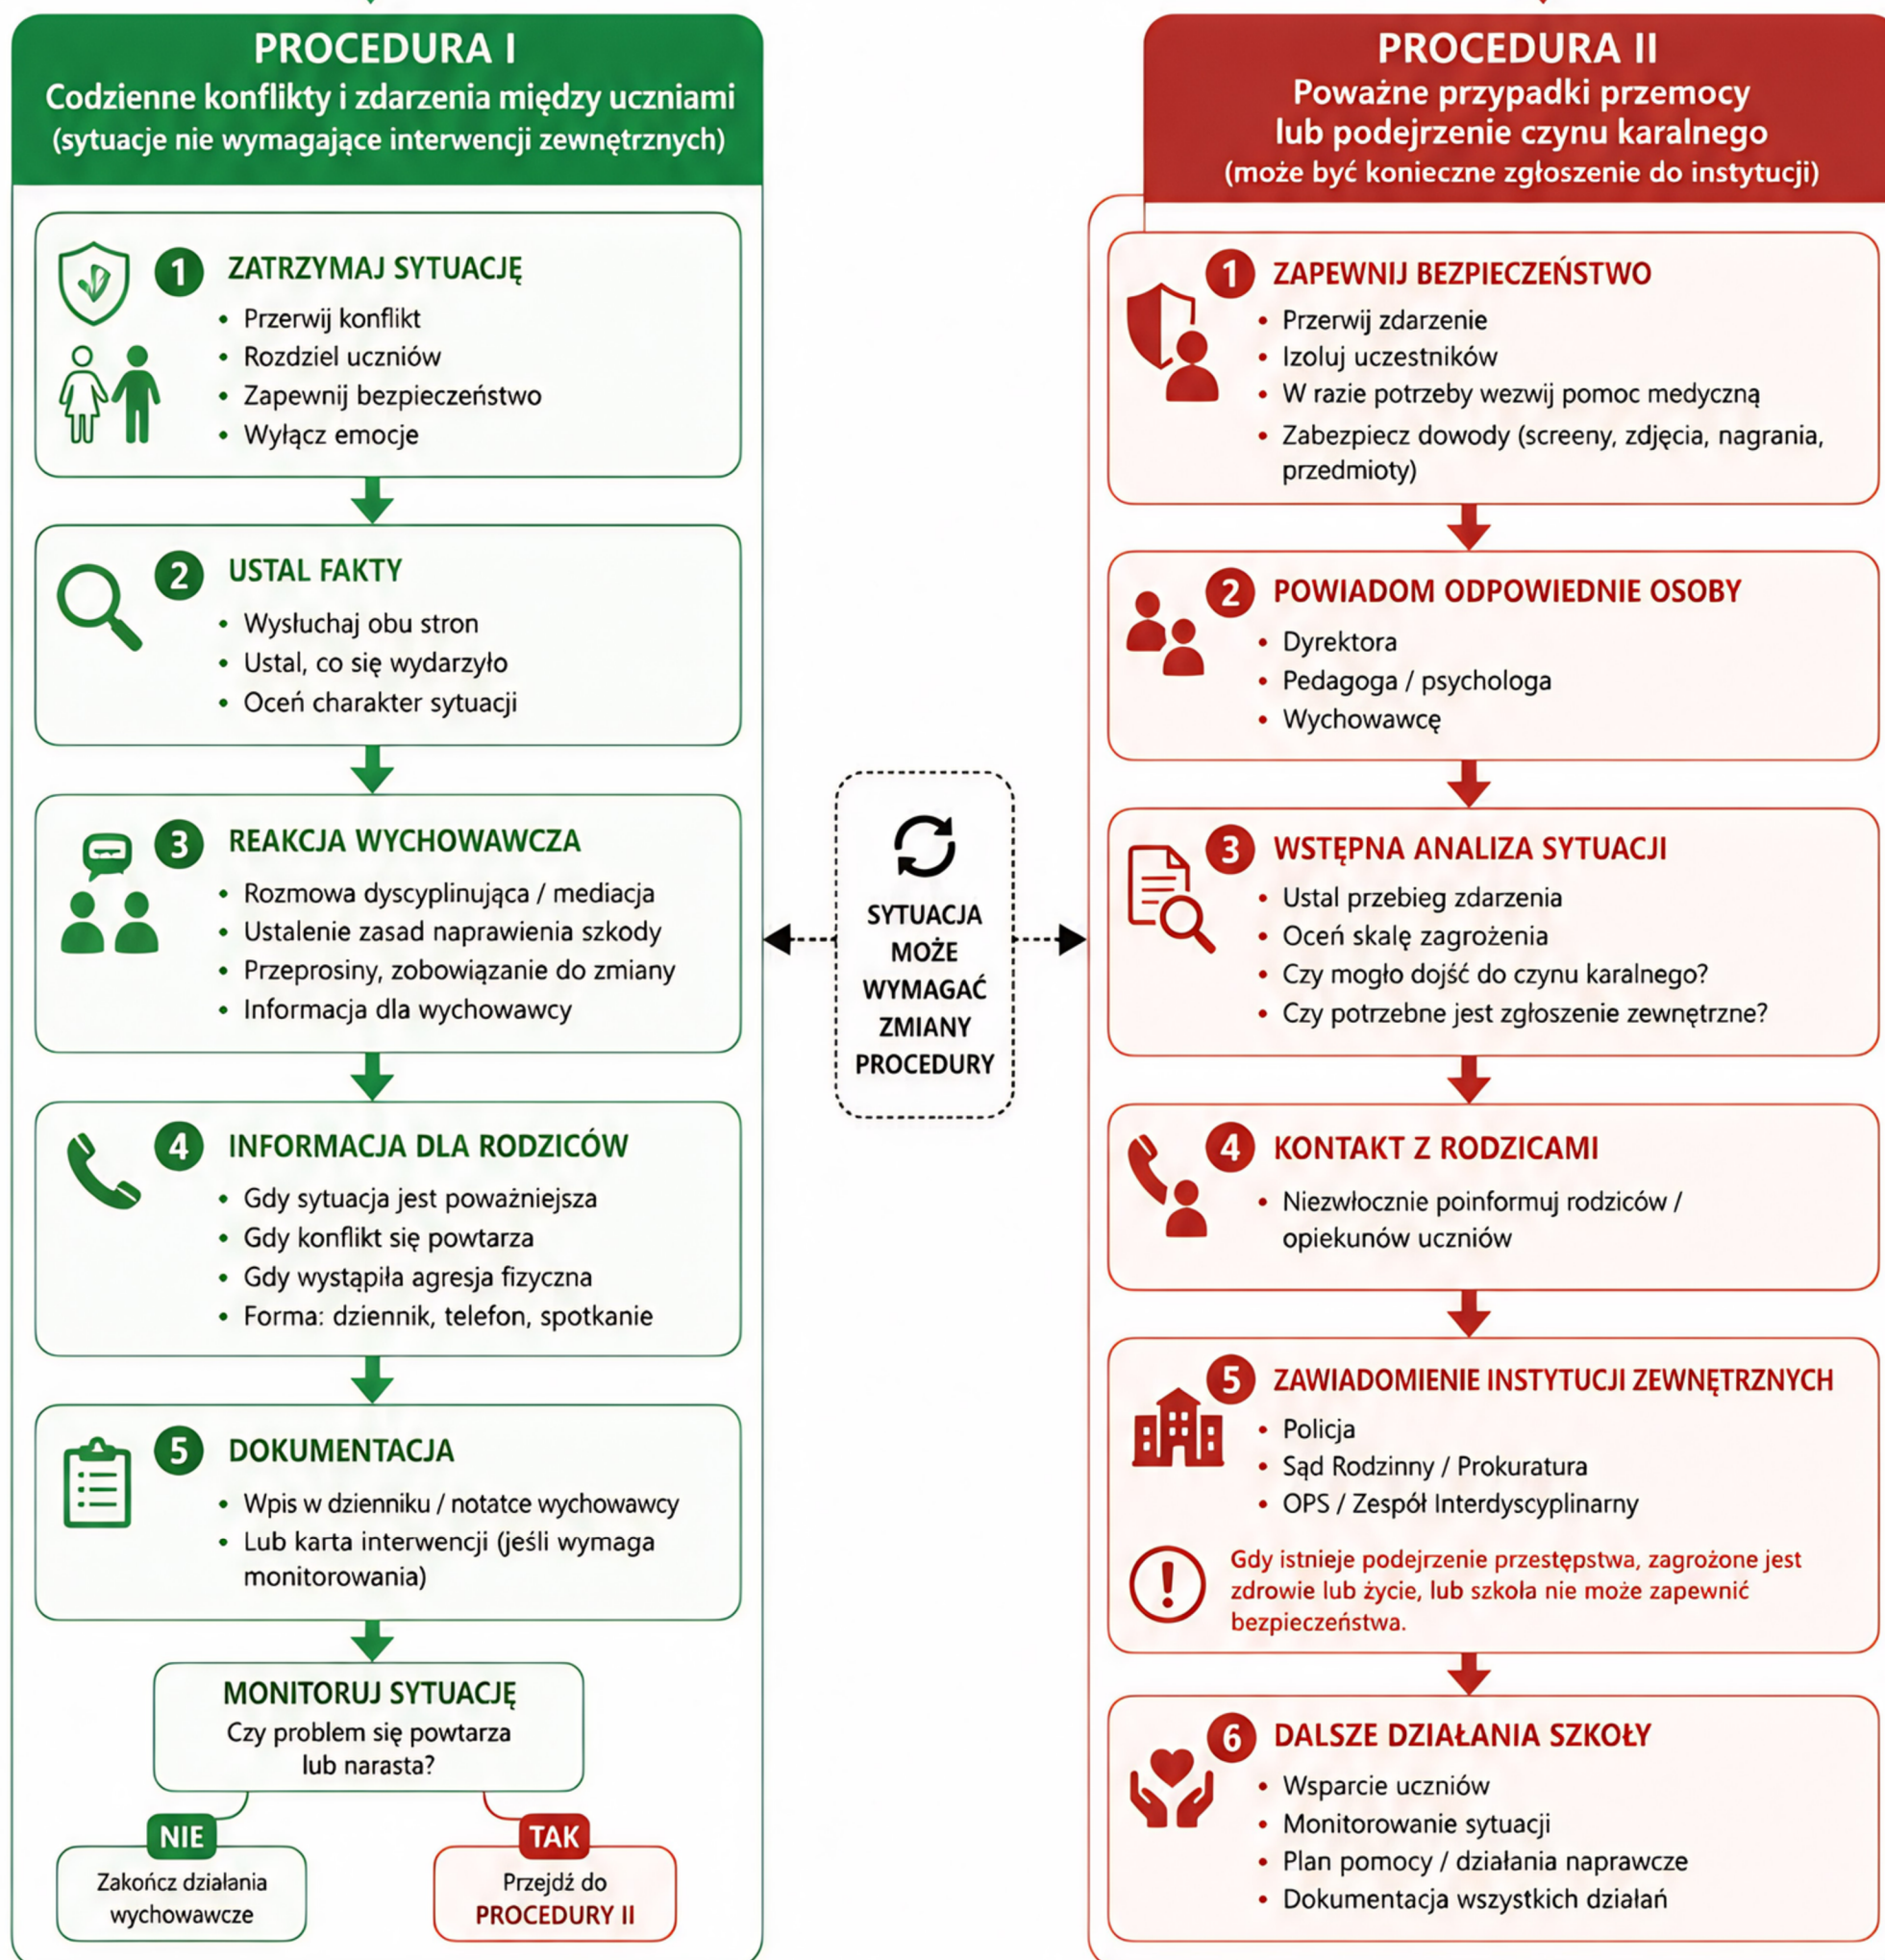 PROCEDURA I
Codzienne konflikty i zdarzenia między uczniami
(sytuacje nie wymagające interwencji zewnętrznych)
1 ZATRZYMAJ SYTUACJĘ
• Przerwij konflikt
• Rozdziel uczniów
• Zapewnij bezpieczeństwo
• Wyłącz emocje
2 USTAL FAKTY
• Wysłuchaj obu stron
• Ustal, co się wydarzyło
• Oceń charakter sytuacji
3 REAKCJA WYCHOWAWCZA
• Rozmowa dyscyplinująca / mediacja
• Ustalenie zasad naprawienia szkody
• Przeprosiny, zobowiązanie do zmiany
• Informacja dla wychowawcy
4 INFORMACJA DLA RODZICÓW
• Gdy sytuacja jest poważniejsza
• Gdy konflikt się powtarza
• Gdy wystąpiła agresja fizyczna
• Forma: dziennik, telefon, spotkanie
5 DOKUMENTACJA
• Wpis w dzienniku / notatce wychowawcy
• Lub karta interwencji (jeśli wymaga
monitorowania)
MONITORUJ SYTUACJĘ
Czy problem się powtarza
lub narasta?
NIE
Zakończ działania
wychowawcze
TAK
Przejdź do
PROCEDURY II
SYTUACJA
MOŻE
WYMAGAĆ
ZMIANY
PROCEDURY
PROCEDURA II
Poważne przypadki przemocy
lub podejrzenie czynu karalnego
(może być konieczne zgłoszenie do instytucji)
1 ZAPEWNIJ BEZPIECZEŃSTWO
• Przerwij zdarzenie
• Izoluj uczestników
• W razie potrzeby wezwij pomoc medyczną
• Zabezpiecz dowody (screeny, zdjęcia, nagrania,
przedmioty)
2 POWIADOM ODPOWIEDNIE OSOBY
• Dyrektora
• Pedagoga / psychologa
• Wychowawcę
3 WSTĘPNA ANALIZA SYTUACJI
• Ustal przebieg zdarzenia
• Oceń skalę zagrożenia
• Czy mogło dojść do czynu karalnego?
• Czy potrzebne jest zgłoszenie zewnętrzne?
4 KONTAKT Z RODZICAMI
• Niezwłocznie poinformuj rodziców /
opiekunów uczniów
5 ZAWIADOMIENIE INSTYTUCJI ZEWNĘTRZNYCH
• Policja
• Sąd Rodzinny / Prokuratura
• OPS / Zespół Interdyscyplinarny
Gdy istnieje podejrzenie przestępstwa, zagrożone jest
zdrowie lub życie, lub szkoła nie może zapewnić
bezpieczeństwa.
6 DALSZE DZIAŁANIA SZKOŁY
• Wsparcie uczniów
• Monitorowanie sytuacji
• Plan pomocy / działania naprawcze
• Dokumentacja wszystkich działań